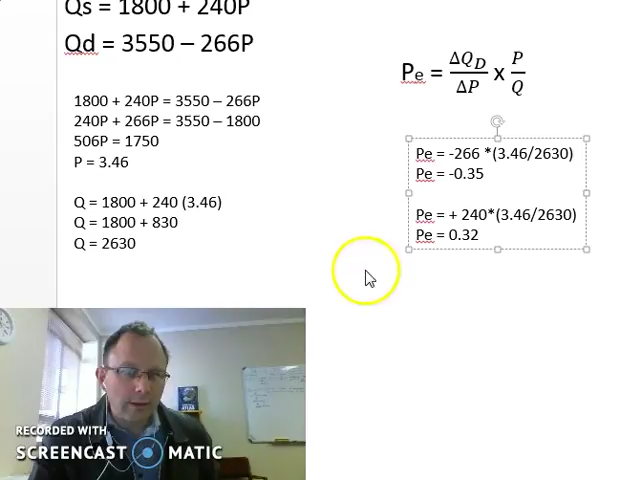 Qs = 1800 + 240P
Qd = 3550 – 266P
1800 + 240P = 3550 – 266P
240P + 266P = 3550 – 1800
506P = 1750
P = 3.46
Q = 1800 + 240 (3.46)
Q = 1800 + 830
Q = 2630
Pe = ΔQ_D/ΔP x P/Q
Pe = -266 *(3.46/2630)
Pe = -0.35
Pe = + 240*(3.46/2630)
Pe = 0.32
RECORDED WITH
SCREENCAST MATIC